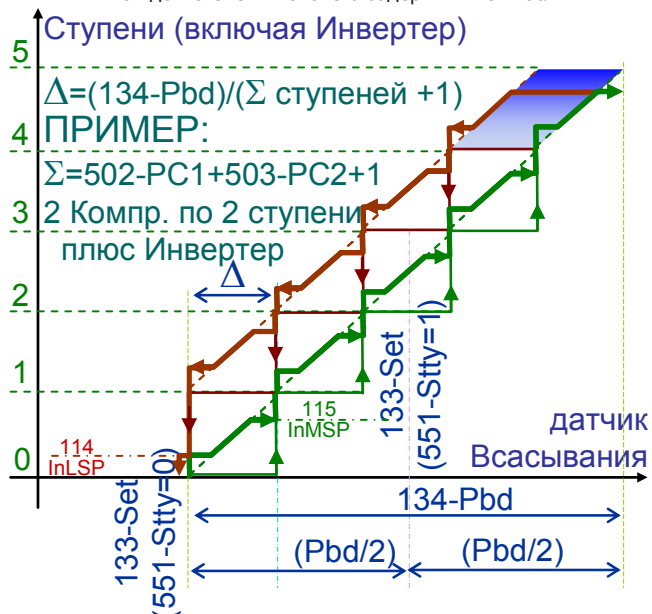 Ступени (включая Инвертер)
5
Δ=(134-Pbd)/(Σ ступеней +1)
ПРИМЕР:
4
Σ=502-PC1+503-PC2+1
3
2 Компр. по 2 ступени
плюс Инвертер
Δ
2
133-Set
(551-Stty=1)
1
115
InMSP
датчик
Всасывания
114
InLSP
0
133-Set
(551-Stty=0)
134-Pbd
(Pbd/2)
(Pbd/2)